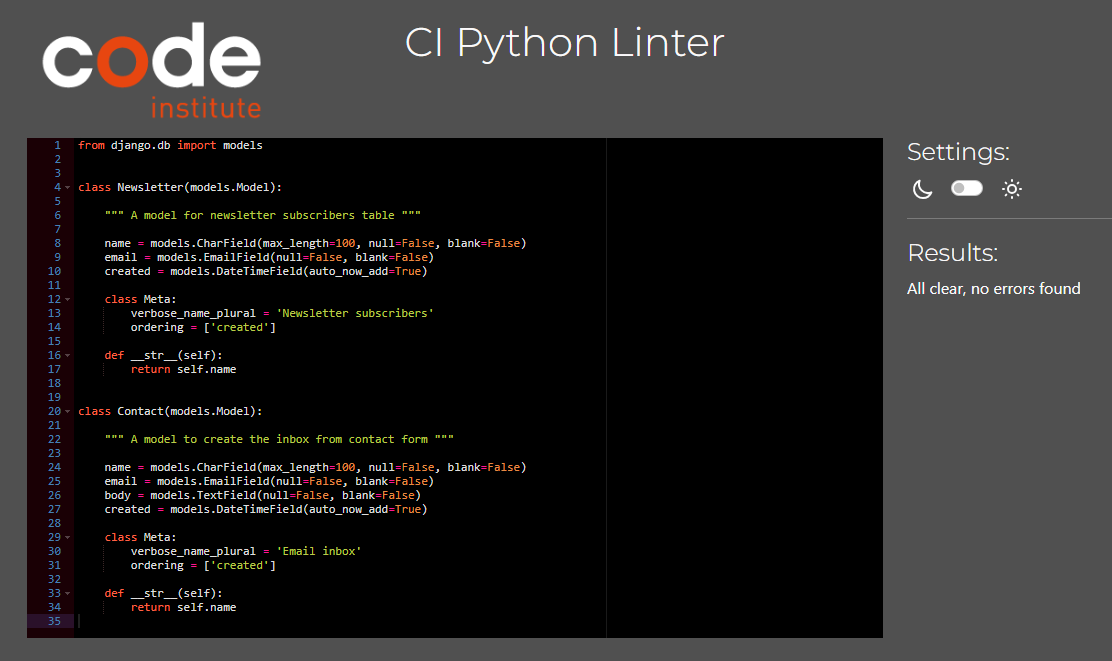 code
institute
CI Python Linter
1 from django.db import models
2
3
4 class Newsletter(models.Model):
5
6     """ A model for newsletter subscribers table """
7
8     name = models.CharField(max_length=100, null=False, blank=False)
9     email = models.EmailField(null=False, blank=False)
10     created = models.DateTimeField(auto_now_add=True)
11
12     class Meta:
13         verbose_name_plural = 'Newsletter subscribers'
14         ordering = ['created']
15
16     def __str__(self):
17         return self.name
18
19
20 class Contact(models.Model):
21
22     """ A model to create the inbox from contact form """
23
24     name = models.CharField(max_length=100, null=False, blank=False)
25     email = models.EmailField(null=False, blank=False)
26     body = models.TextField(null=False, blank=False)
27     created = models.DateTimeField(auto_now_add=True)
28
29     class Meta:
30         verbose_name_plural = 'Email inbox'
31         ordering = ['created']
32
33     def __str__(self):
34         return self.name
35
Settings:
Results:
All clear, no errors found